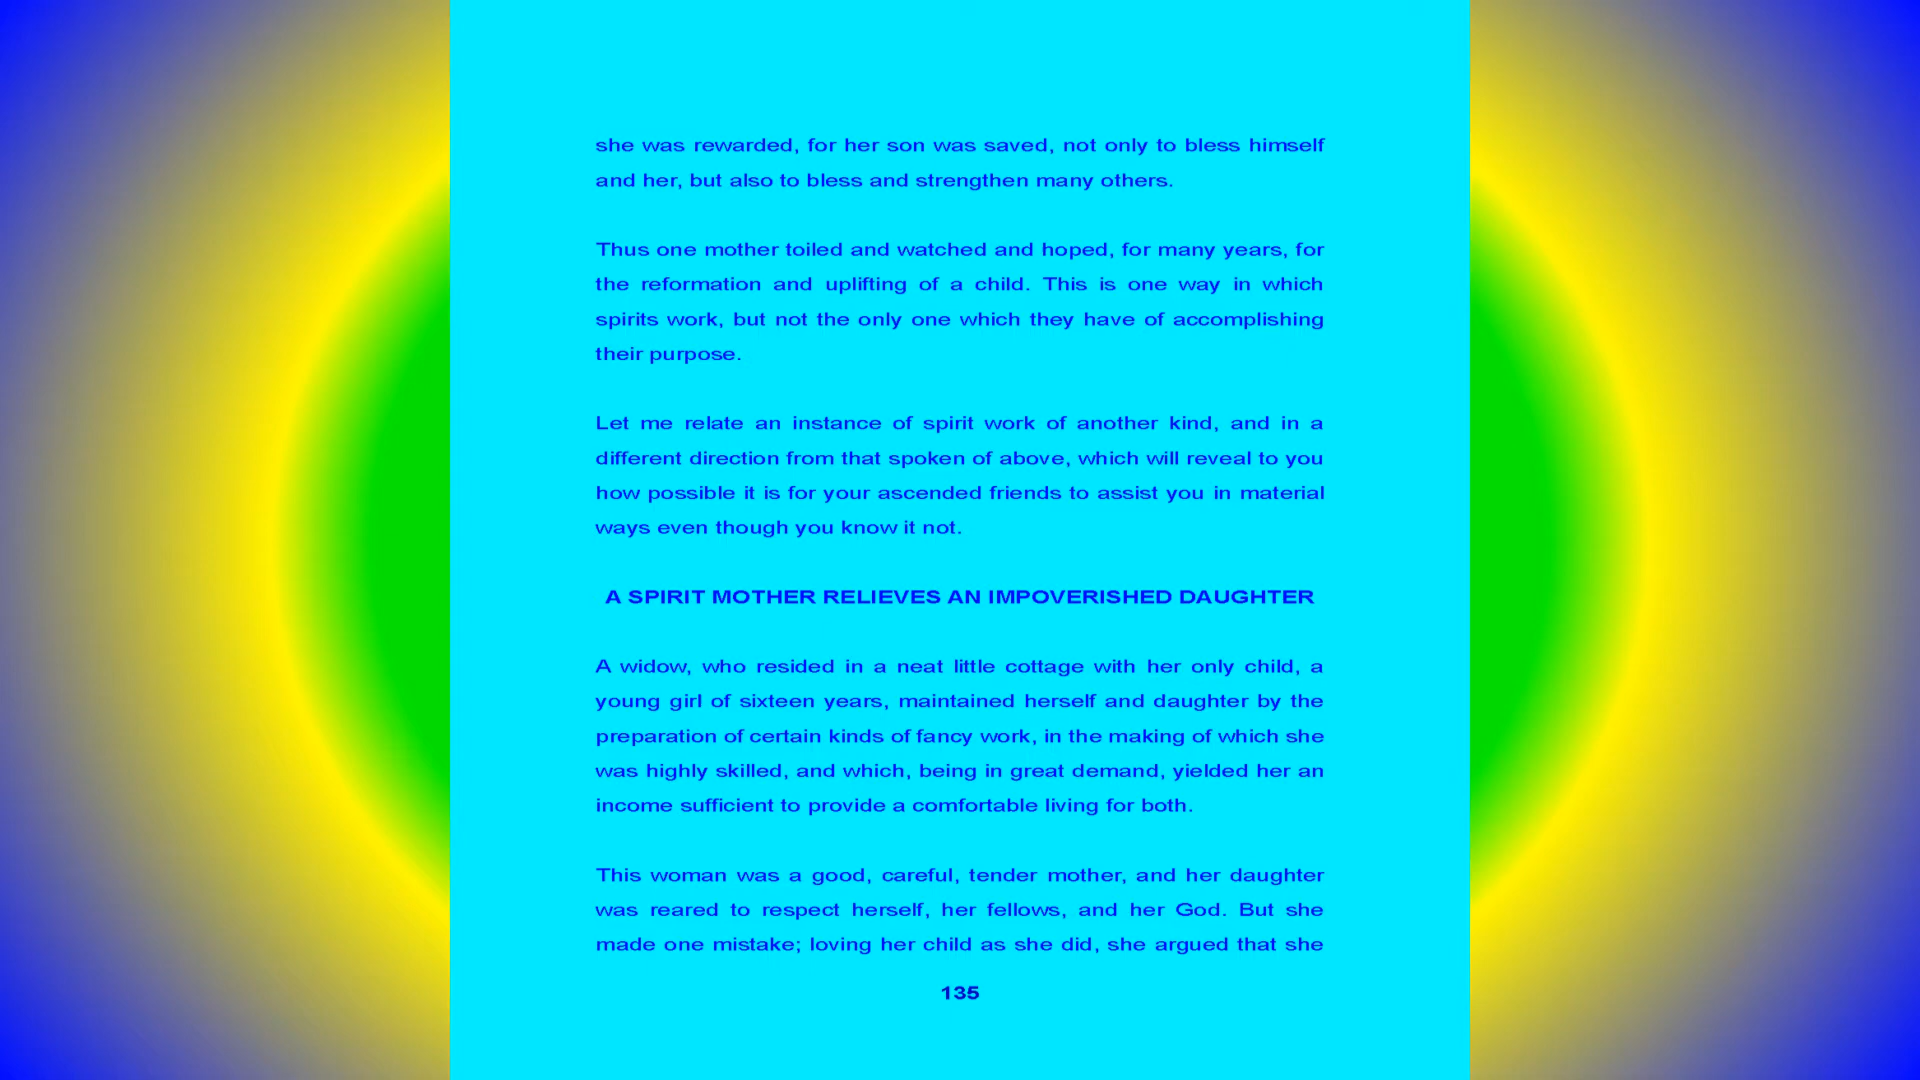 she was rewarded, for her son was saved, not only to bless himself
and her, but also to bless and strengthen many others.
Thus one mother toiled and watched and hoped, for many years, for
the reformation and uplifting of a child. This is one way in which
spirits work, but not the only one which they have of accomplishing
their purpose.
Let me relate an instance of spirit work of another kind, and in a
different direction from that spoken of above, which will reveal to you
how possible it is for your ascended friends to assist you in material
ways even though you know it not.
A SPIRIT MOTHER RELIEVES AN IMPOVERISHED DAUGHTER
A widow, who resided in a neat little cottage with her only child, a
young girl of sixteen years, maintained herself and daughter by the
preparation of certain kinds of fancy work, in the making of which she
was highly skilled, and which, being in great demand, yielded her an
income sufficient to provide a comfortable living for both.
This woman was a good, careful, tender mother, and her daughter
was reared to respect herself, her fellows, and her God. But she
made one mistake; loving her child as she did, she argued that she
135